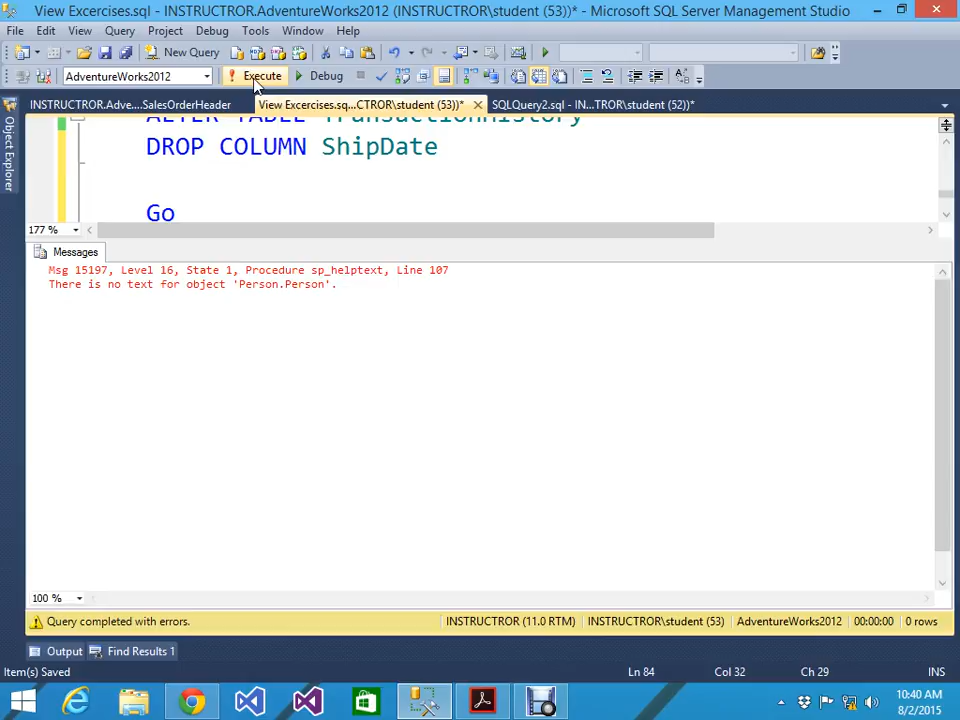 View Excercises.sql - INSTRUCTROR.AdventureWorks2012 (INSTRUCTROR\student (53))* - Microsoft SQL Server Management Studio
File Edit View Query Project Debug Tools Window Help
New Query
AdventureWorks2012 Execute Debug
INSTRUCTROR.Adve....SalesOrderHeader View Excercises.sq...CTROR\student (53))* SQLQuery2.sql - IN...TROR\student (52))*
Object Explorer
ALTER TABLE TransactionHistory
DROP COLUMN ShipDate
Go
177 %
Messages
Msg 15197, Level 16, State 1, Procedure sp_helptext, Line 107
There is no text for object 'Person.Person'.
100 %
Query completed with errors. INSTRUCTROR (11.0 RTM) INSTRUCTROR\student (53) AdventureWorks2012 00:00:00 0 rows
Output Find Results 1
Item(s) Saved Ln 84 Col 32 Ch 29 INS
10:40 AM
8/2/2015